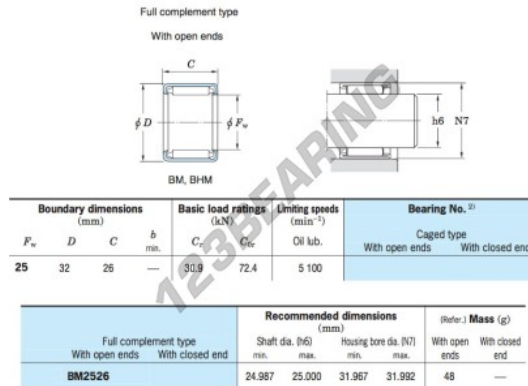 Full complement type
With open ends
C
φD
φFw
h6 N7
BM, BHM
123BEARING
Boundary dimensions Basic load ratings Limiting speeds Bearing No. 2)
(mm) (kN) (min⁻¹) Caged type
Fw D C b min. Cr C0r Oil lub. With open ends With closed end
25 32 26 — 30.9 72.4 5 100
Recommended dimensions (Refer.) Mass (g)
(mm)
Full complement type Shaft dia. (h6) Housing bore dia. (N7) With open With closed
With open ends With closed end min. max. min. max. ends end
BM2526 24.987 25.000 31.967 31.992 48 —